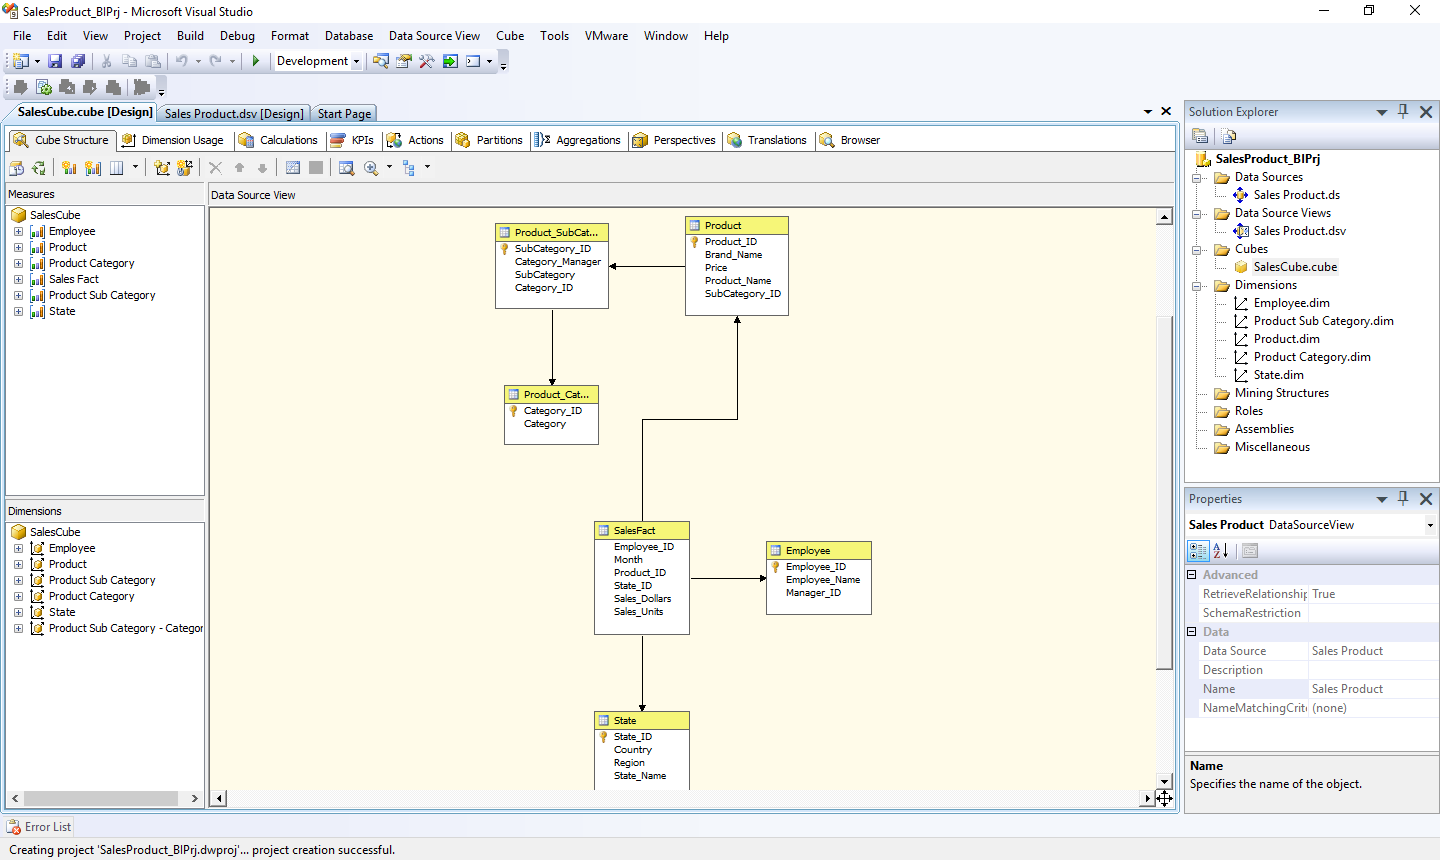 SalesProduct_BIPrj - Microsoft Visual Studio
File Edit View Project Build Debug Format Database Data Source View Cube Tools VMware Window Help
Development
SalesCube.cube [Design] Sales Product.dsv [Design] Start Page
Cube Structure Dimension Usage Calculations KPIs Actions Partitions Aggregations Perspectives Translations Browser
Measures
SalesCube
Employee
Product
Product Category
Sales Fact
Product Sub Category
State
Dimensions
SalesCube
Employee
Product
Product Sub Category
Product Category
State
Product Sub Category - Categor
Data Source View
Product_SubCat...
SubCategory_ID
Category_Manager
SubCategory
Category_ID
Product
Product_ID
Brand_Name
Price
Product_Name
SubCategory_ID
Product_Cat...
Category_ID
Category
SalesFact
Employee_ID
Month
Product_ID
State_ID
Sales_Dollars
Sales_Units
Employee
Employee_ID
Employee_Name
Manager_ID
State
State_ID
Country
Region
State_Name
Solution Explorer
SalesProduct_BIPrj
Data Sources
Sales Product.ds
Data Source Views
Sales Product.dsv
Cubes
SalesCube.cube
Dimensions
Employee.dim
Product Sub Category.dim
Product.dim
Product Category.dim
State.dim
Mining Structures
Roles
Assemblies
Miscellaneous
Properties
Sales Product DataSourceView
Advanced
RetrieveRelationship True
SchemaRestriction
Data
Data Source Sales Product
Description
Name Sales Product
NameMatchingCrite (none)
Name
Specifies the name of the object.
Error List
Creating project 'SalesProduct_BIPrj.dwproj'... project creation successful.